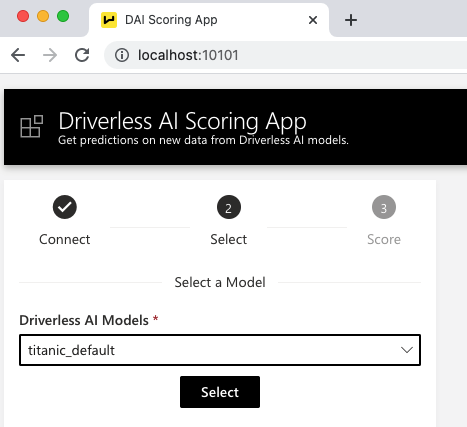 DAI Scoring App
localhost:10101
Driverless AI Scoring App
Get predictions on new data from Driverless AI models.
2
3
Connect
Select
Score
Select a Model
Driverless AI Models *
titanic_default
Select